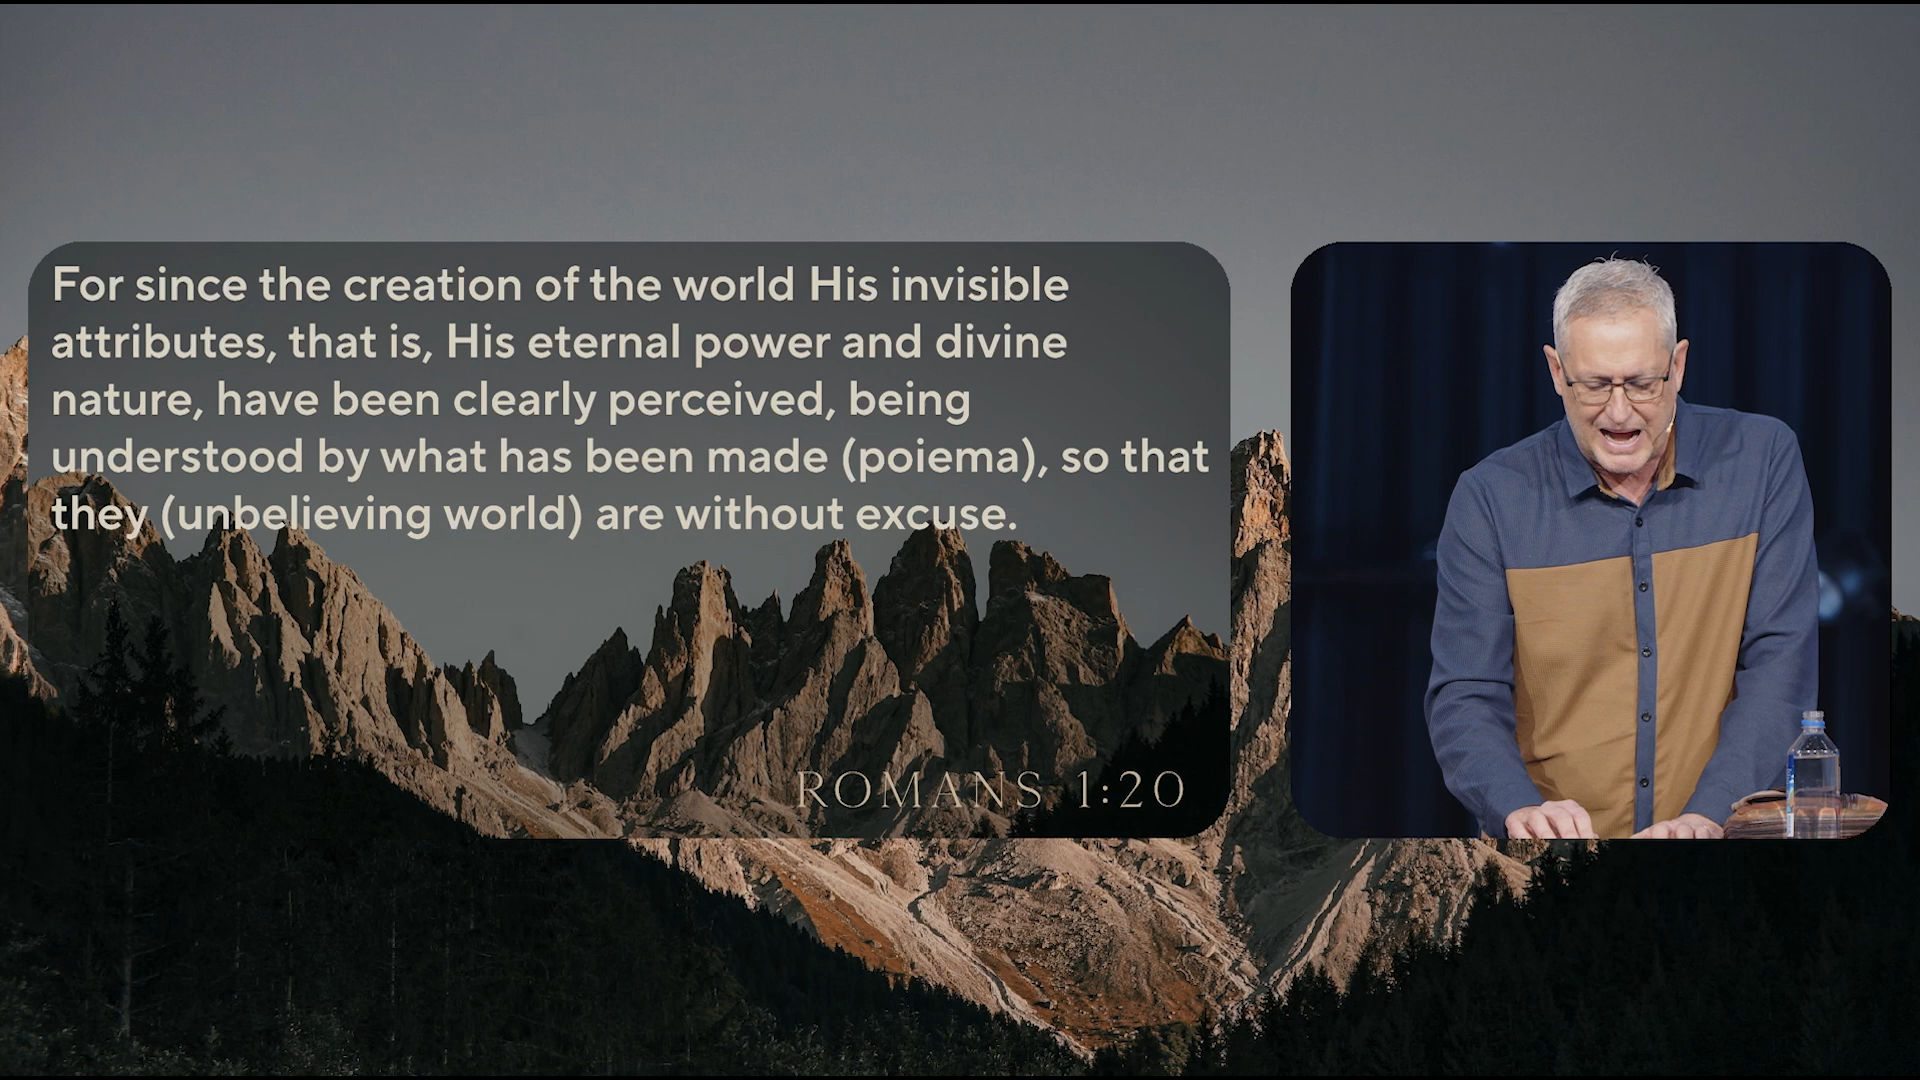 For since the creation of the world His invisible
attributes, that is, His eternal power and divine
nature, have been clearly perceived, being
understood by what has been made (poiema), so that
they (unbelieving world) are without excuse.
ROMANS 1:20